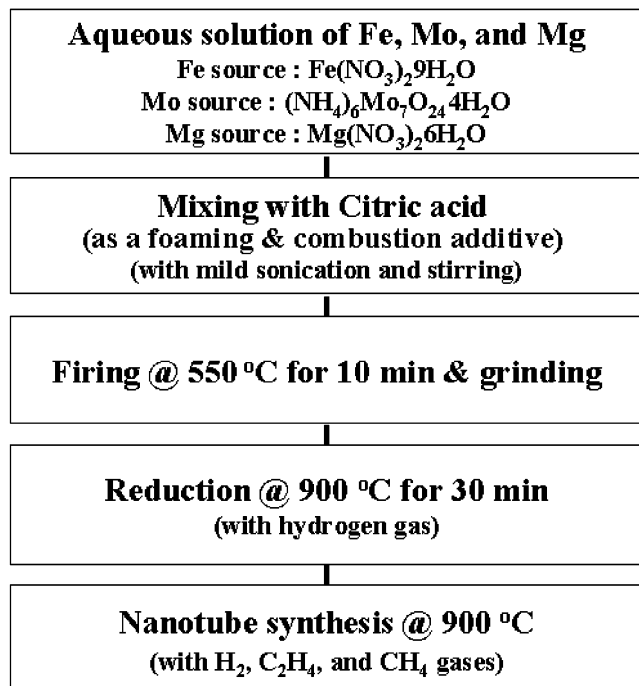 Aqueous solution of Fe, Mo, and Mg
Fe source : Fe(NO₃)₂9H₂O
Mo source : (NH₄)₆Mo₇O₂₄4H₂O
Mg source : Mg(NO₃)₂6H₂O
Mixing with Citric acid
(as a foaming & combustion additive)
(with mild sonication and stirring)
Firing @ 550 °C for 10 min & grinding
Reduction @ 900 °C for 30 min
(with hydrogen gas)
Nanotube synthesis @ 900 °C
(with H₂, C₂H₄, and CH₄ gases)